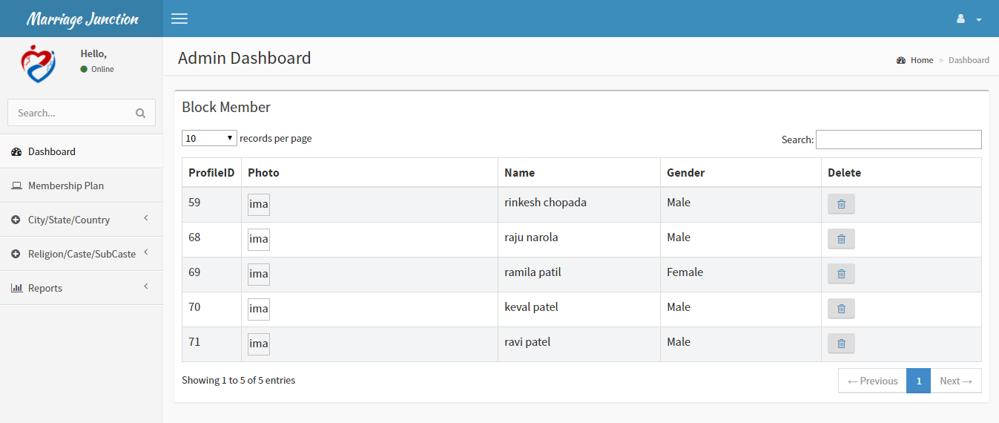 Marriage Junction
Hello,
Online
Admin Dashboard
Home > Dashboard
Search...
Dashboard
Membership Plan
City/State/Country
Religion/Caste/SubCaste
Reports
Block Member
10 records per page
Search:
ProfileID Photo Name Gender Delete
59 ima rinkesh chopada Male
68 ima raju narola Male
69 ima ramila patil Female
70 ima keval patel Male
71 ima ravi patel Male
Showing 1 to 5 of 5 entries
← Previous 1 Next →